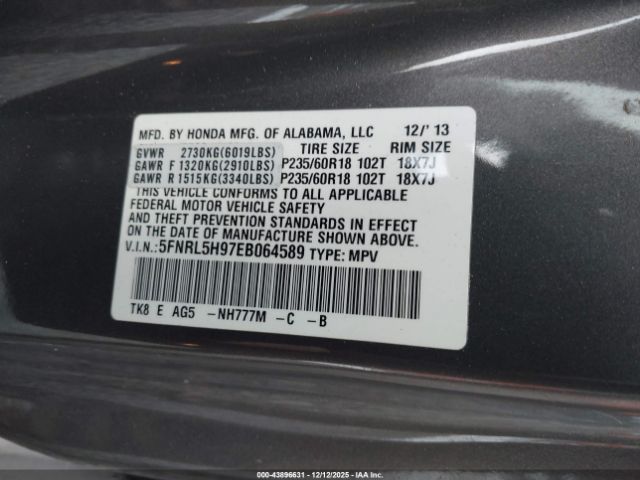 MFD. BY HONDA MFG. OF ALABAMA, LLC 12/' 13
GVWR 2730KG(6019LBS) TIRE SIZE RIM SIZE
GAWR F 1320KG(2910LBS) P235/60R18 102T 18X7J
GAWR R 1515KG(3340LBS) P235/60R18 102T 18X7J
THIS VEHICLE CONFORMS TO ALL APPLICABLE
FEDERAL MOTOR VEHICLE SAFETY
AND THEFT PREVENTION STANDARDS IN EFFECT
ON THE DATE OF MANUFACTURE SHOWN ABOVE.
V.I.N.: 5FNRL5H97EB064589 TYPE: MPV
TK8 E AG5 -NH777M -C -B
000-43896631 - 12/12/2025 - IAAI.COM